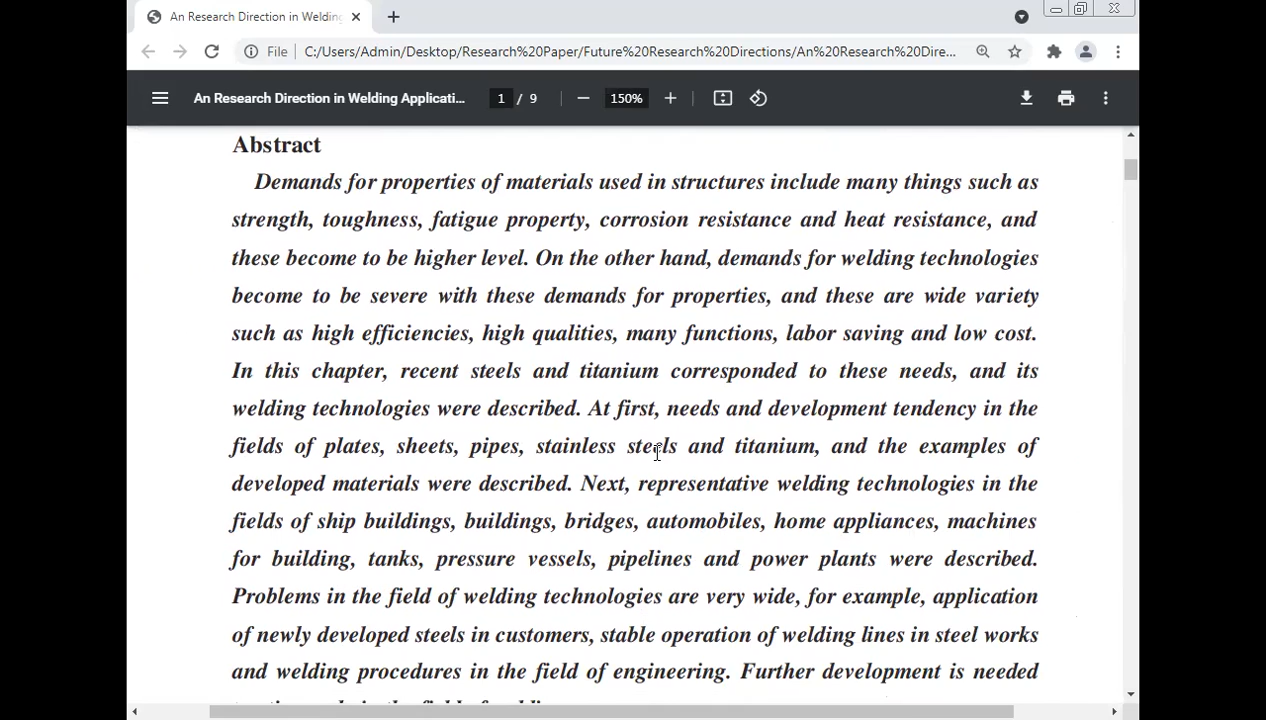 An Research Direction in Welding
File C:/Users/Admin/Desktop/Research%20Paper/Future%20Research%20Directions/An%20Research%20Dire...
An Research Direction in Welding Applicati... 1 / 9 150%
Abstract
Demands for properties of materials used in structures include many things such as
strength, toughness, fatigue property, corrosion resistance and heat resistance, and
these become to be higher level. On the other hand, demands for welding technologies
become to be severe with these demands for properties, and these are wide variety
such as high efficiencies, high qualities, many functions, labor saving and low cost.
In this chapter, recent steels and titanium corresponded to these needs, and its
welding technologies were described. At first, needs and development tendency in the
fields of plates, sheets, pipes, stainless steels and titanium, and the examples of
developed materials were described. Next, representative welding technologies in the
fields of ship buildings, buildings, bridges, automobiles, home appliances, machines
for building, tanks, pressure vessels, pipelines and power plants were described.
Problems in the field of welding technologies are very wide, for example, application
of newly developed steels in customers, stable operation of welding lines in steel works
and welding procedures in the field of engineering. Further development is needed